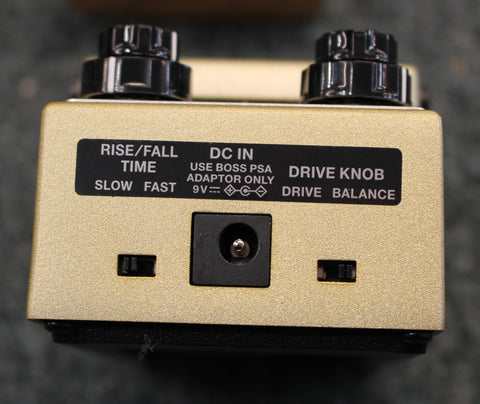 RISE/FALL
TIME
SLOW FAST
DC IN
USE BOSS PSA
ADAPTOR ONLY
9V
DRIVE KNOB
DRIVE BALANCE